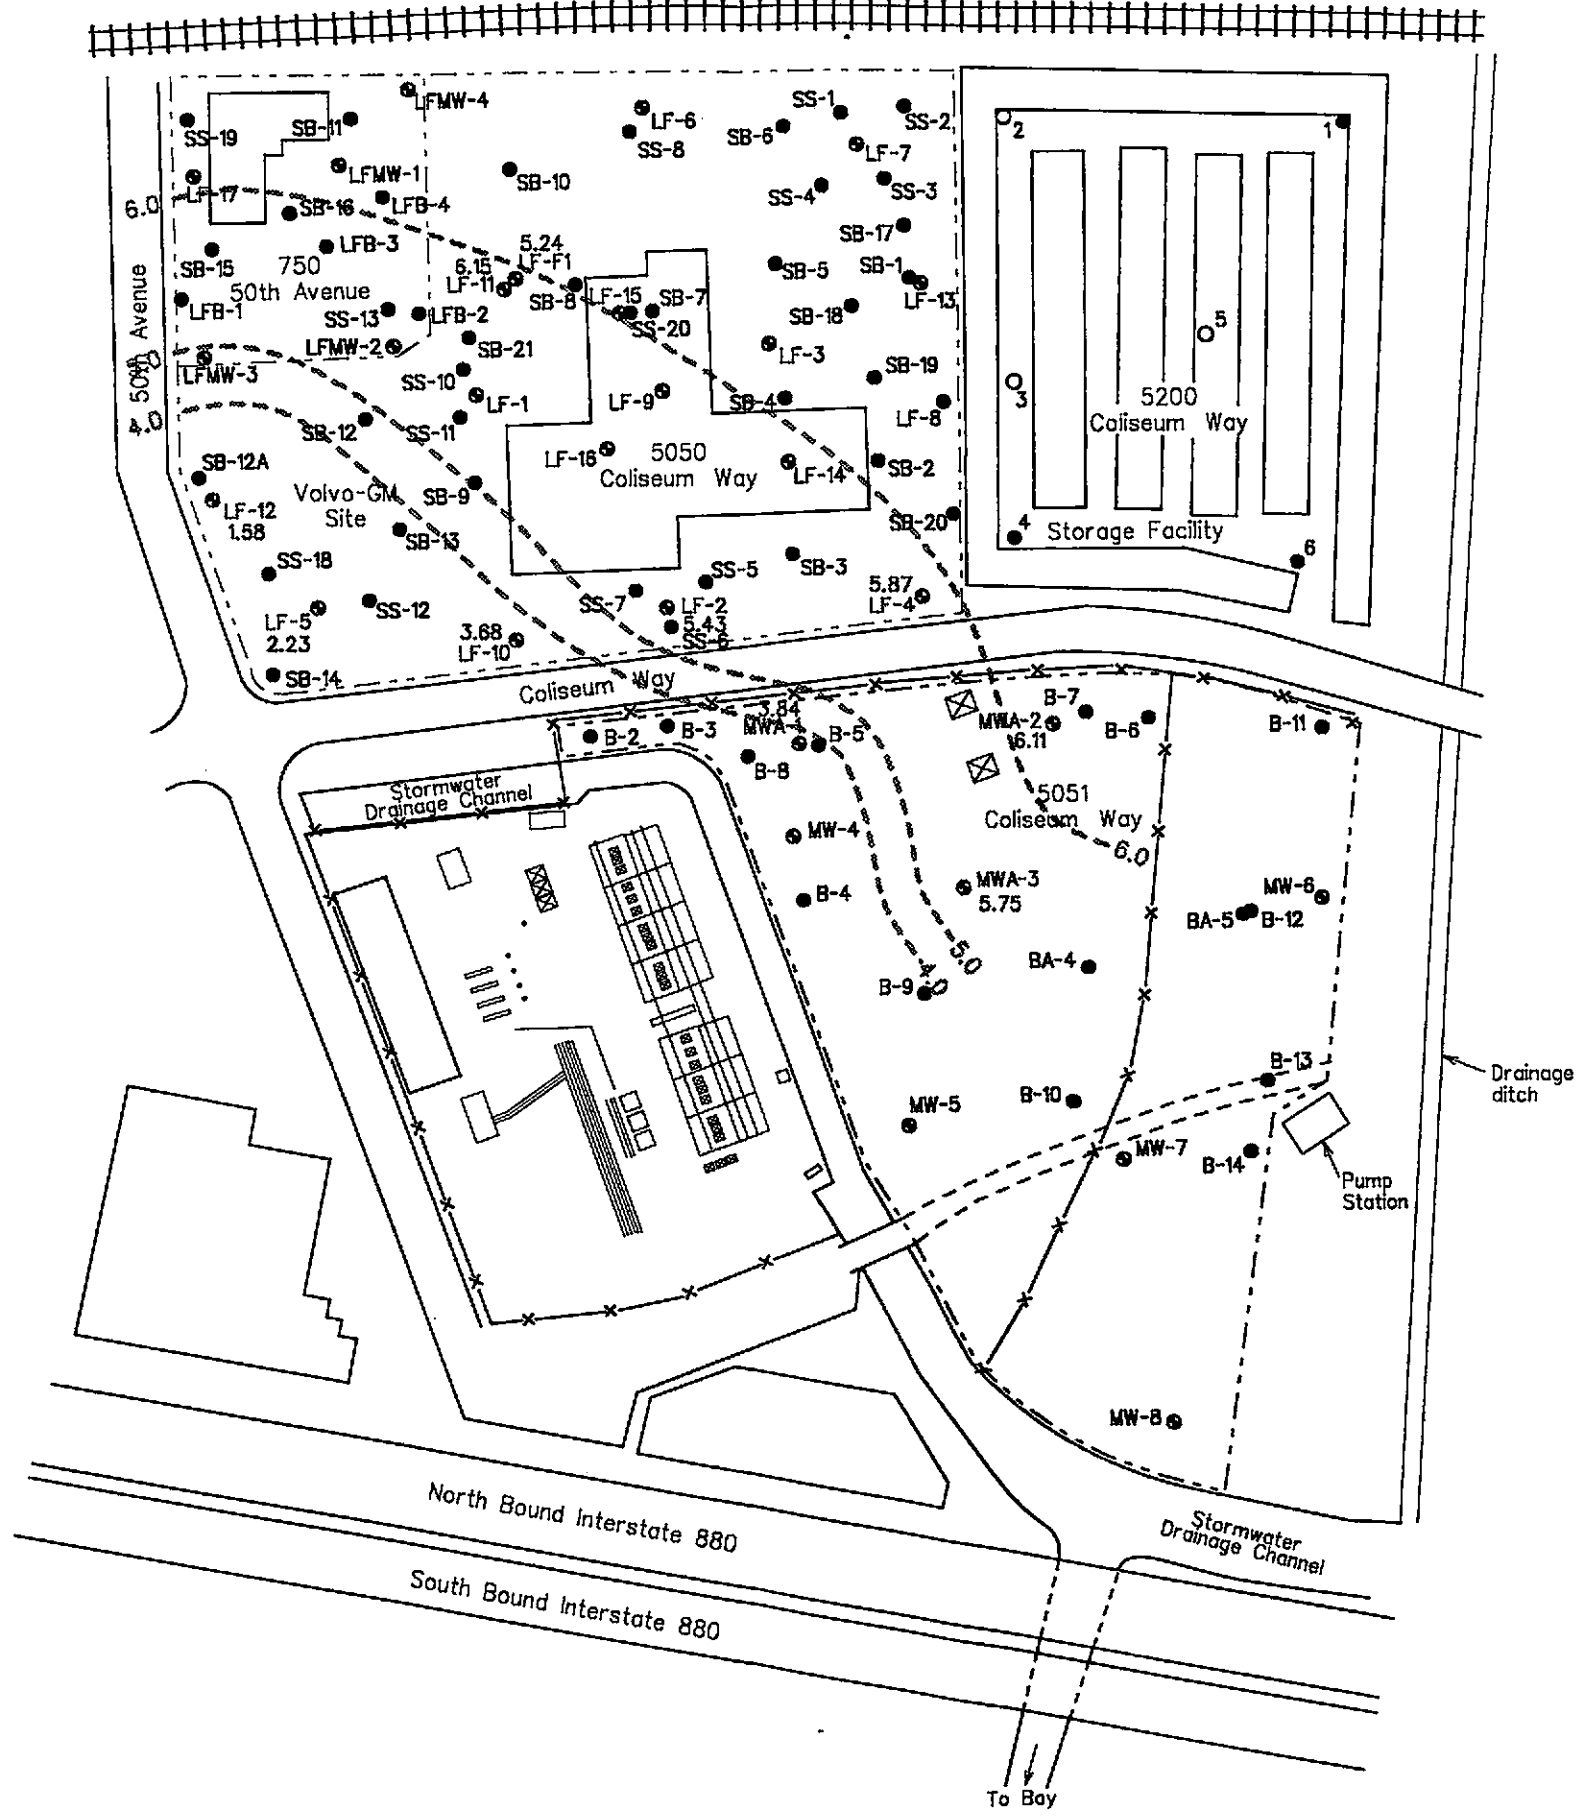 LFMW-4
SS-19
SB-11
LF-6
SS-8
SS-1
SS-2
SB-6
LF-7
2
1
LF-17
LFMW-1
SB-10
SS-4
SS-3
6.0
SB-16
LFB-4
SB-17
SB-15
LFB-3
750
50th Avenue
5.24
LF-F1
6.15
LF-11
SB-8
SB-5
SB-1
LF-13
50th Avenue
LFB-1
SS-13
LFB-2
LF-15
SB-7
SS-20
SB-18
5
LFMW-2
SB-21
LF-3
LFMW-3
SS-10
LF-1
LF-9
SB-4
SB-19
LF-8
3
5200
Coliseum Way
4.0
SB-12
SS-11
SB-12A
LF-16
5050
Coliseum Way
LF-14
SB-2
LF-12
1.58
Volvo-GM
Site
SB-9
SB-13
SB-20
4
Storage Facility
6
SS-18
SS-12
SB-3
SS-5
SS-7
LF-2
5.43
SS-6
5.87
LF-4
LF-5
2.23
3.68
LF-10
SB-14
Coliseum Way
B-2
B-3
3.84
MWA-1
B-5
B-8
MWA-2
6.11
B-7
B-6
B-11
Stormwater
Drainage Channel
5051
Coliseum Way
6.0
MW-4
B-4
MWA-3
5.75
MW-6
BA-5
B-12
5.0
4.0
B-9
BA-4
B-13
Drainage
ditch
B-10
MW-5
MW-7
B-14
Pump
Station
MW-8
North Bound Interstate 880
South Bound Interstate 880
Stormwater
Drainage Channel
To Bay